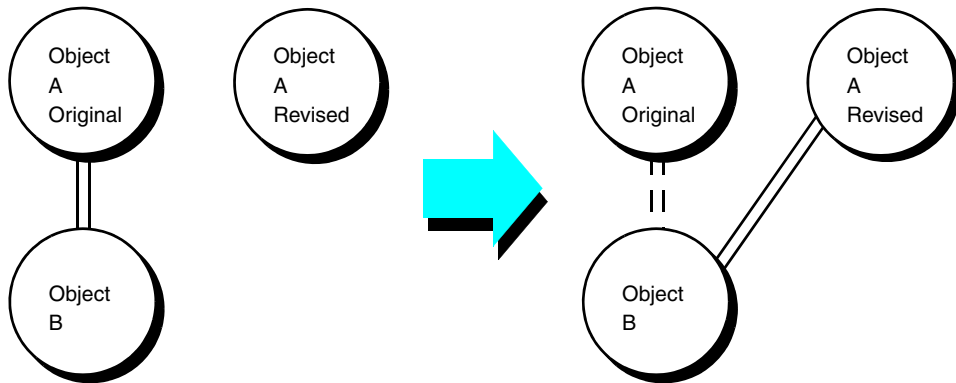 Object
A
Original
Object
A
Revised
Object
B
Object
A
Original
Object
A
Revised
Object
B